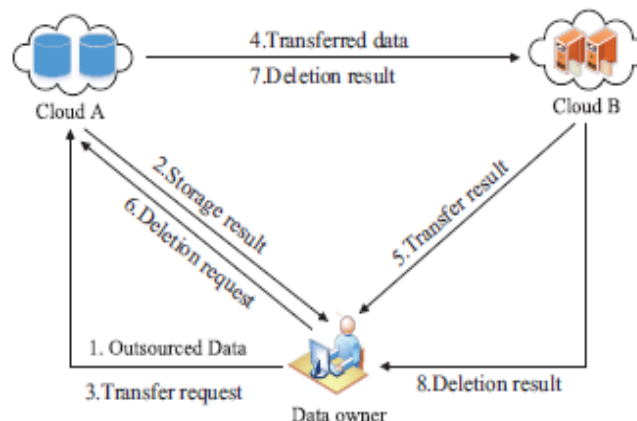 4.Transferred data
7.Deletion result
Cloud A
Cloud B
2.Storage result
6.Deletion request
5.Transfer result
1. Outsourced Data
3.Transfer request
8.Deletion result
Data owner